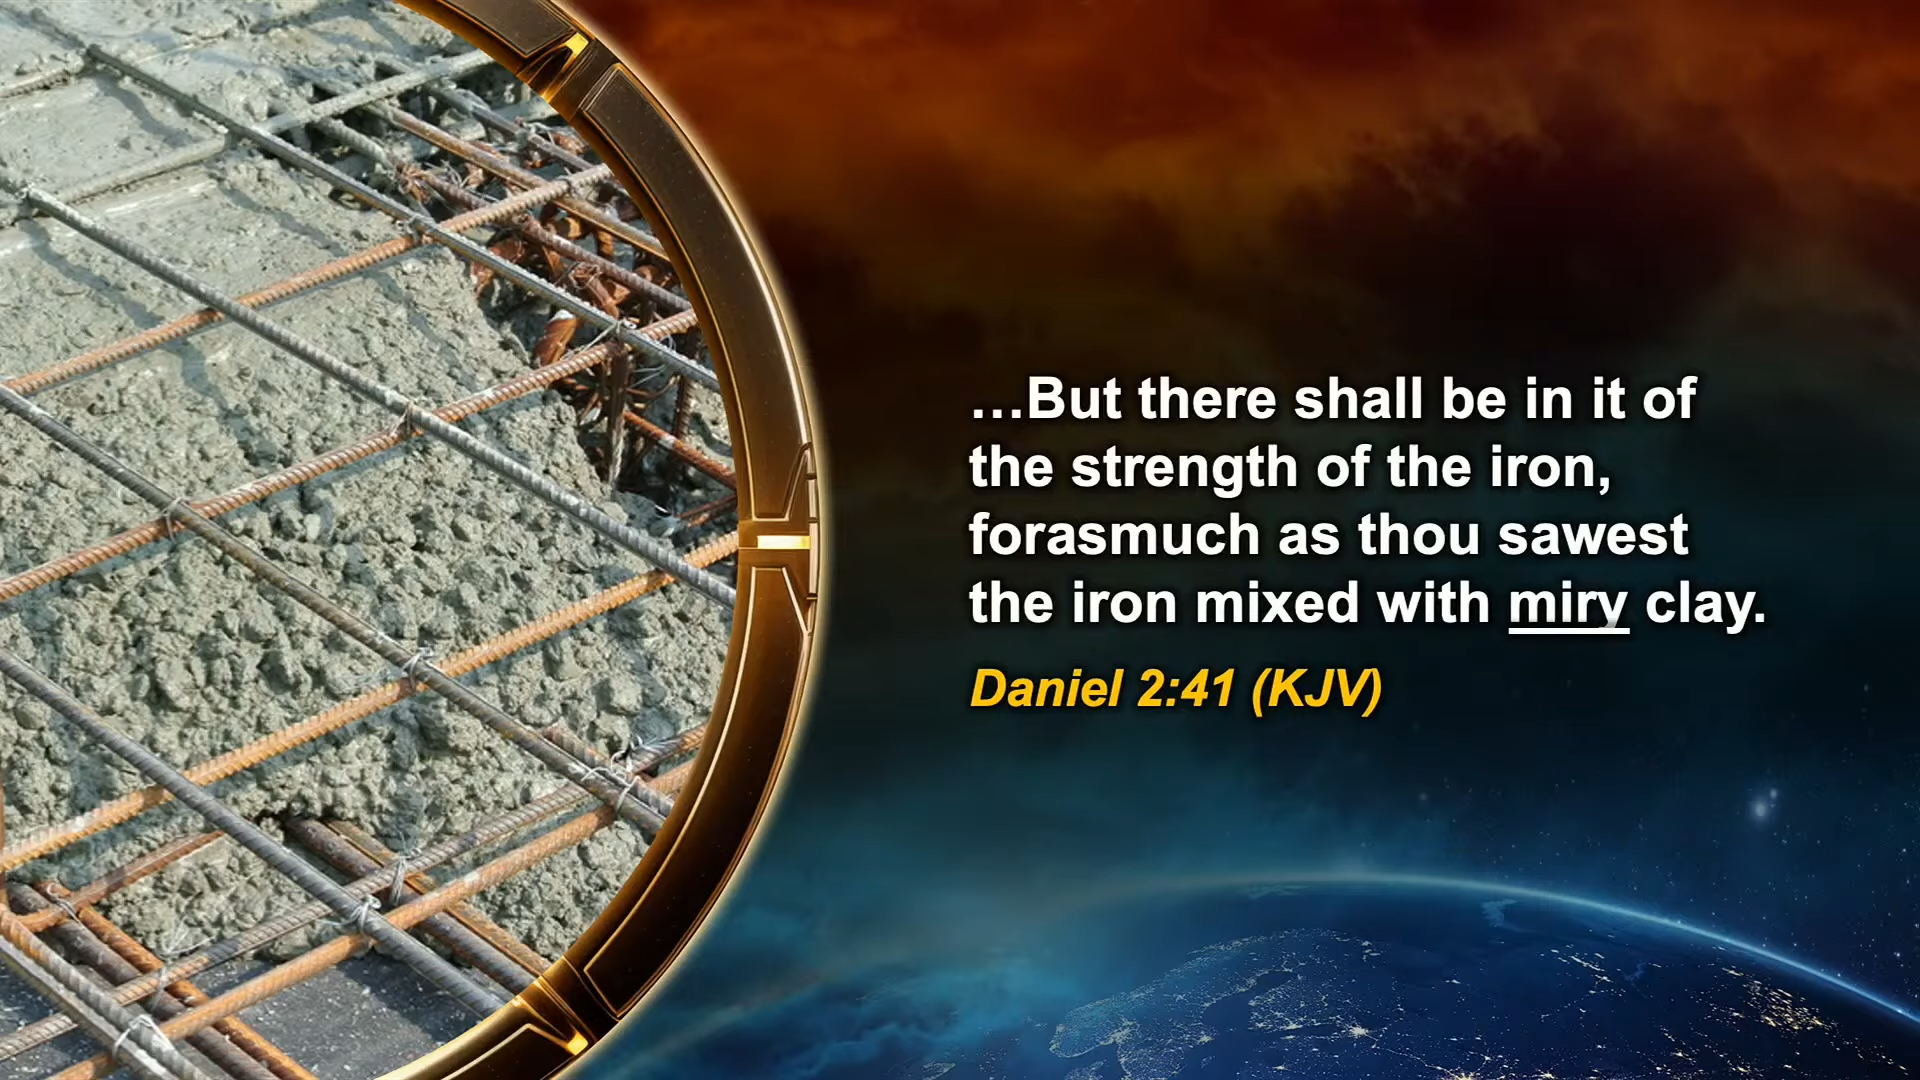 …But there shall be in it of
the strength of the iron,
forasmuch as thou sawest
the iron mixed with miry clay.
Daniel 2:41 (KJV)